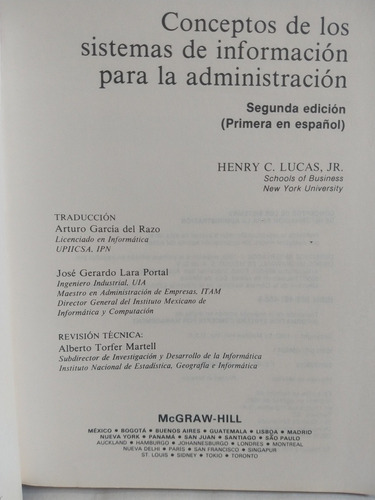 Conceptos de los
sistemas de información
para la administración
Segunda edición
(Primera en español)
HENRY C. LUCAS, JR.
Schools of Business
New York University
TRADUCCIÓN
Arturo García del Razo
Licenciado en Informática
UPIICSA, IPN
José Gerardo Lara Portal
Ingeniero Industrial, UIA
Maestro en Administración de Empresas, ITAM
Director General del Instituto Mexicano de
Informática y Computación
REVISIÓN TÉCNICA:
Alberto Torfer Martell
Subdirector de Investigación y Desarrollo de la Informática
Instituto Nacional de Estadística, Geografía e Informática
McGRAW-HILL
MÉXICO • BOGOTÁ • BUENOS AIRES • GUATEMALA • LISBOA • MADRID
NUEVA YORK • PANAMÁ • SAN JUAN • SANTIAGO • SÃO PAULO
AUCKLAND • HAMBURGO • JOHANNESBURGO • LONDRES • MONTREAL
NUEVA DELHI • PARÍS • SAN FRANCISCO • SINGAPUR
ST. LOUIS • SIDNEY • TOKIO • TORONTO